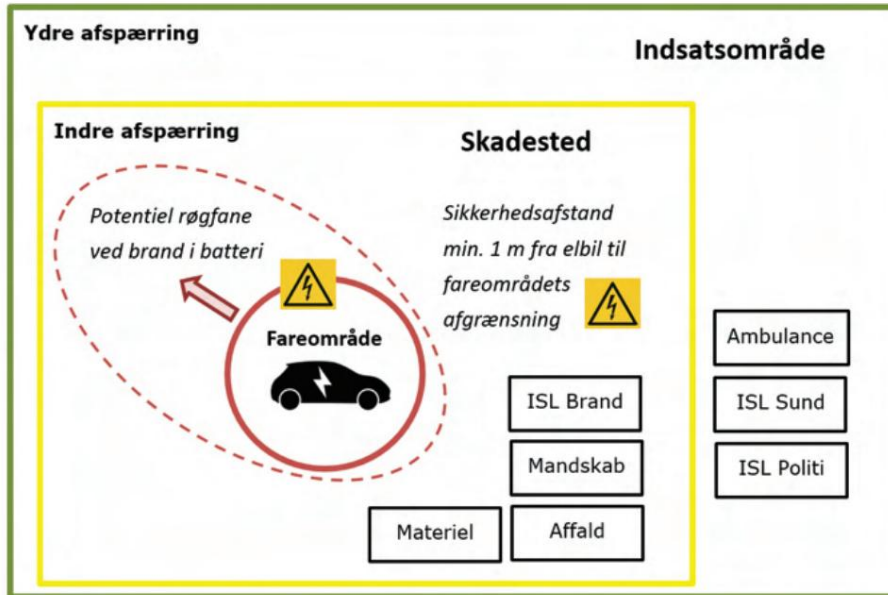 Ydre afspærring
Indsatsområde
Indre afspærring
Skadested
Potentiel røgfane
ved brand i batteri
Sikkerhedsafstand
min. 1 m fra elbil til
fareområdets
afgrænsning
Fareområde
Ambulance
ISL Brand
ISL Sund
Mandskab
ISL Politi
Materiel
Affald